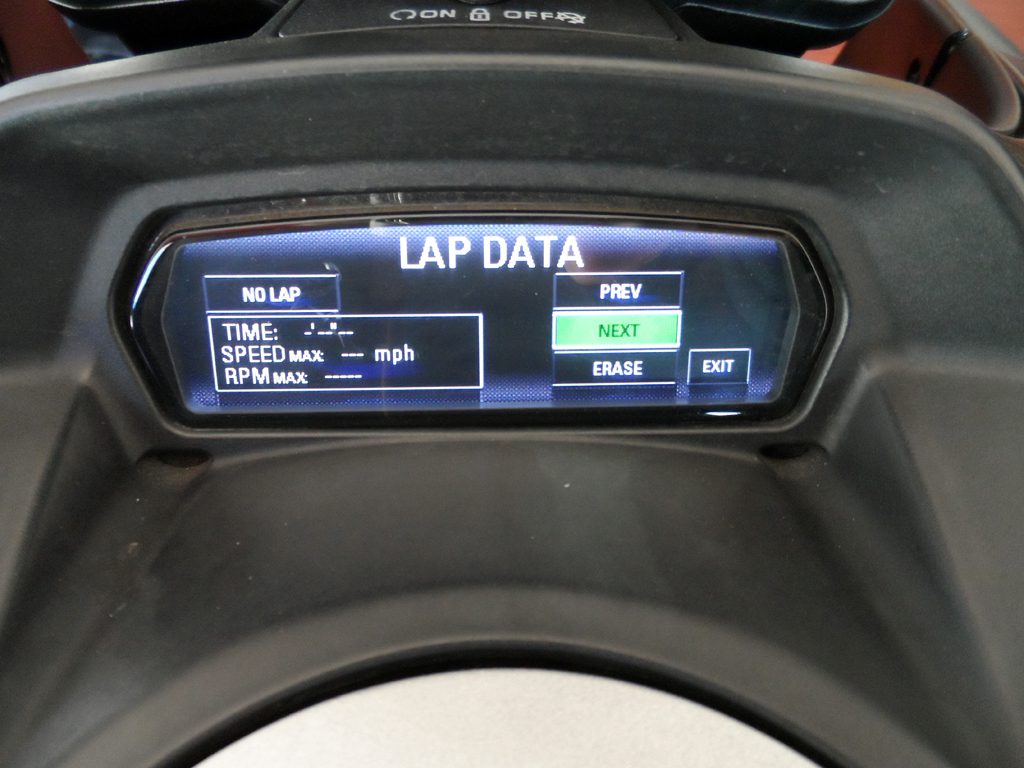 ON OFF
LAP DATA
NO LAP
TIME: -'--"--
SPEED MAX: --- mph
RPM MAX: -----
PREV
NEXT
ERASE
EXIT